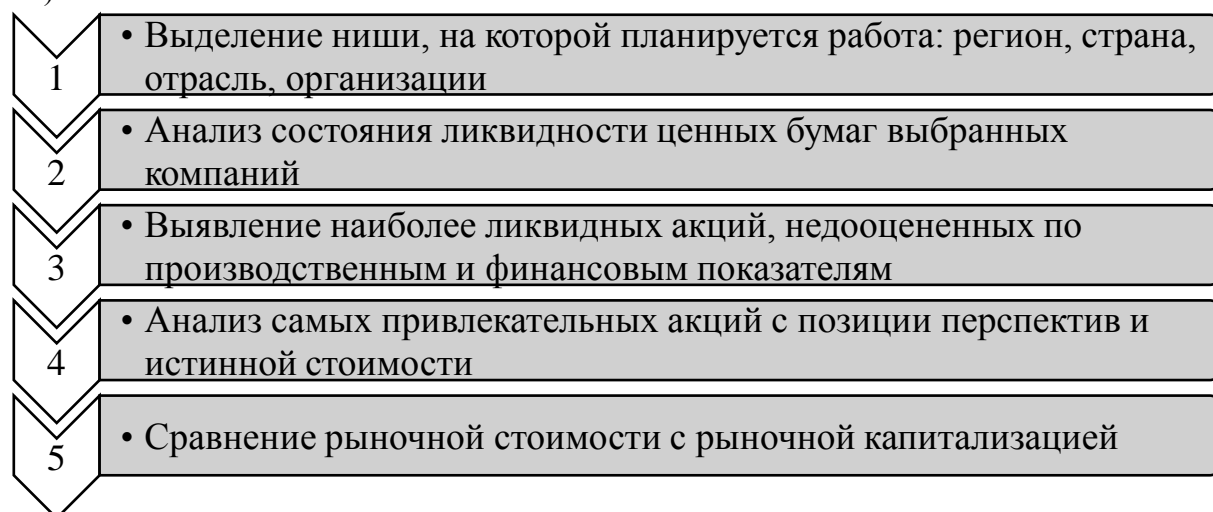 1
• Выделение ниши, на которой планируется работа: регион, страна,
отрасль, организации
2
• Анализ состояния ликвидности ценных бумаг выбранных
компаний
3
• Выявление наиболее ликвидных акций, недооцененных по
производственным и финансовым показателям
4
• Анализ самых привлекательных акций с позиции перспектив и
истинной стоимости
5
• Сравнение рыночной стоимости с рыночной капитализацией